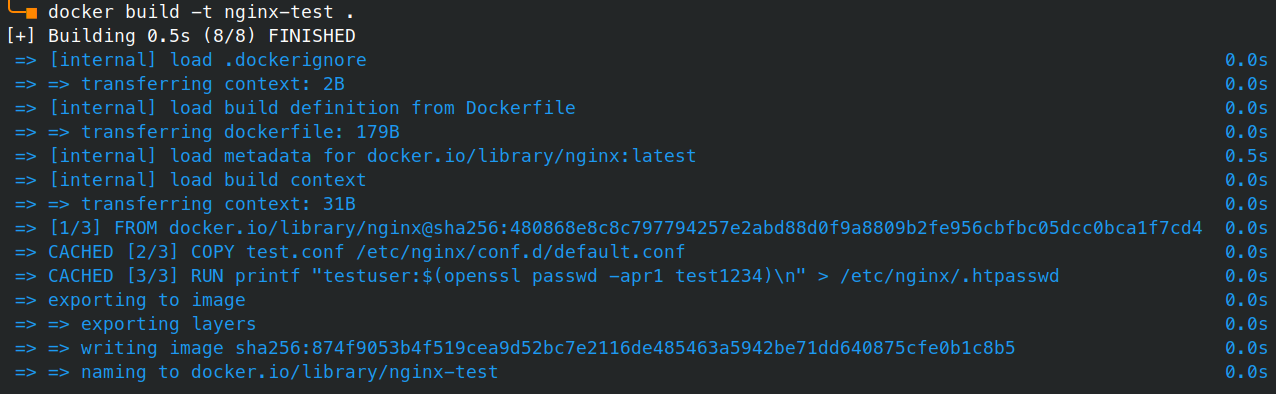 docker build -t nginx-test .
[+] Building 0.5s (8/8) FINISHED
=> [internal] load .dockerignore 0.0s
=> => transferring context: 2B 0.0s
=> [internal] load build definition from Dockerfile 0.0s
=> => transferring dockerfile: 179B 0.0s
=> [internal] load metadata for docker.io/library/nginx:latest 0.5s
=> [internal] load build context 0.0s
=> => transferring context: 31B 0.0s
=> [1/3] FROM docker.io/library/nginx@sha256:480868e8c8c797794257e2abd88d0f9a8809b2fe956cbfbc05dcc0bca1f7cd4 0.0s
=> CACHED [2/3] COPY test.conf /etc/nginx/conf.d/default.conf 0.0s
=> CACHED [3/3] RUN printf "testuser:$(openssl passwd -apr1 test1234)\n" > /etc/nginx/.htpasswd 0.0s
=> exporting to image 0.0s
=> => exporting layers 0.0s
=> => writing image sha256:874f9053b4f519cea9d52bc7e2116de485463a5942be71dd640875cfe0b1c8b5 0.0s
=> => naming to docker.io/library/nginx-test 0.0s